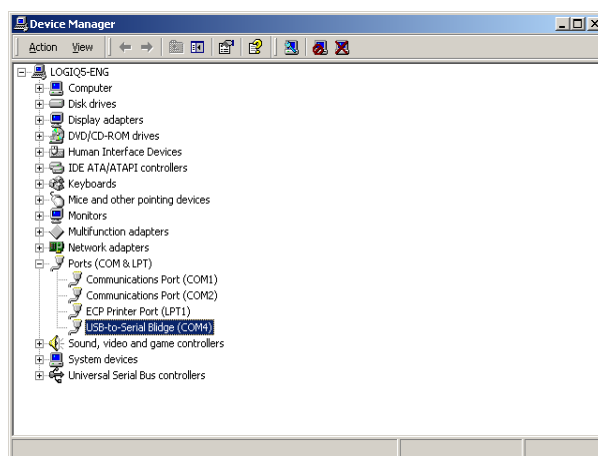 Device Manager
Action View
LOGIQ5-ENG
Computer
Disk drives
Display adapters
DVD/CD-ROM drives
Human Interface Devices
IDE ATA/ATAPI controllers
Keyboards
Mice and other pointing devices
Monitors
Multifunction adapters
Network adapters
Ports (COM & LPT)
Communications Port (COM1)
Communications Port (COM2)
ECP Printer Port (LPT1)
USB-to-Serial Blidge (COM4)
Sound, video and game controllers
System devices
Universal Serial Bus controllers